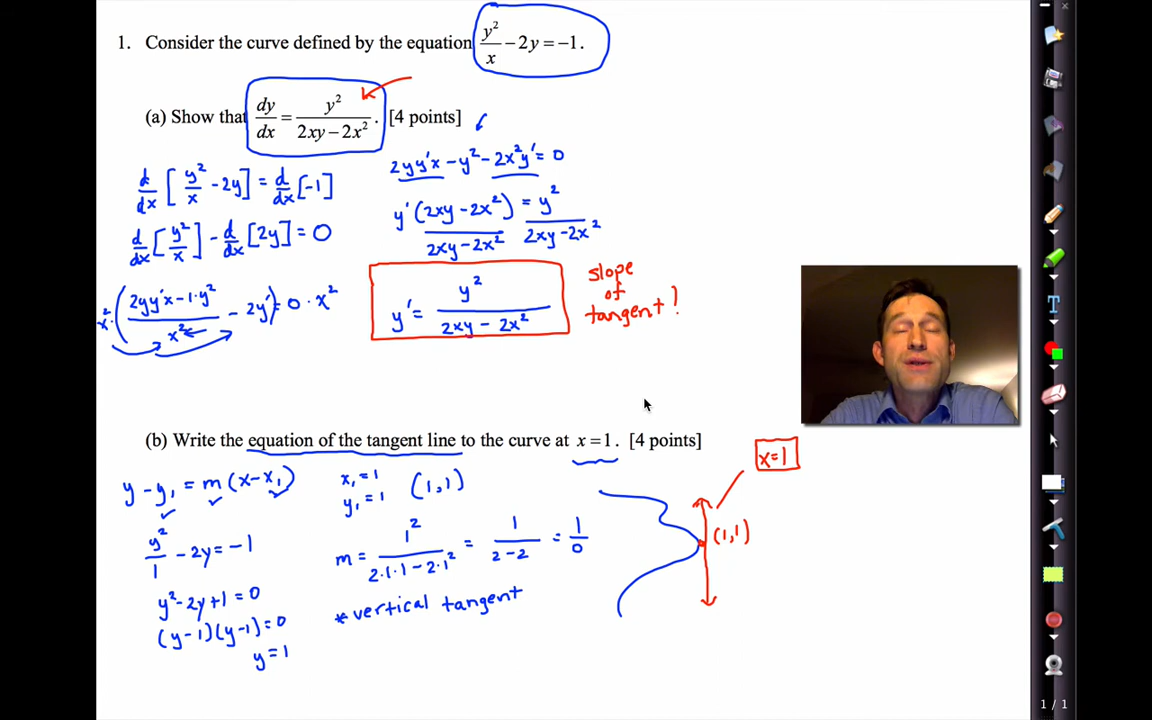 1. Consider the curve defined by the equation y²/x − 2y = −1.
(a) Show that dy/dx = y²/(2xy − 2x²). [4 points]
d/dx [y²/x - 2y] = d/dx [-1]
d/dx [y²/x] - d/dx [2y] = 0
x²·((2yy'x - 1·y²)/x² - 2y') = 0·x²
2yy'x - y² - 2x²y' = 0
y'(2xy - 2x²)/(2xy - 2x²) = y²/(2xy - 2x²)
y' = y²/(2xy - 2x²)
slope
of
tangent!
(b) Write the equation of the tangent line to the curve at x = 1. [4 points]
y - y₁ = m(x - x₁)
y²/1 - 2y = -1
y² - 2y + 1 = 0
(y-1)(y-1) = 0
y = 1
x₁ = 1
y₁ = 1
(1,1)
m = 1²/(2·1·1 - 2·1²) = 1/(2-2) = 1/0
*vertical tangent
x=1
(1,1)
T
1 / 1